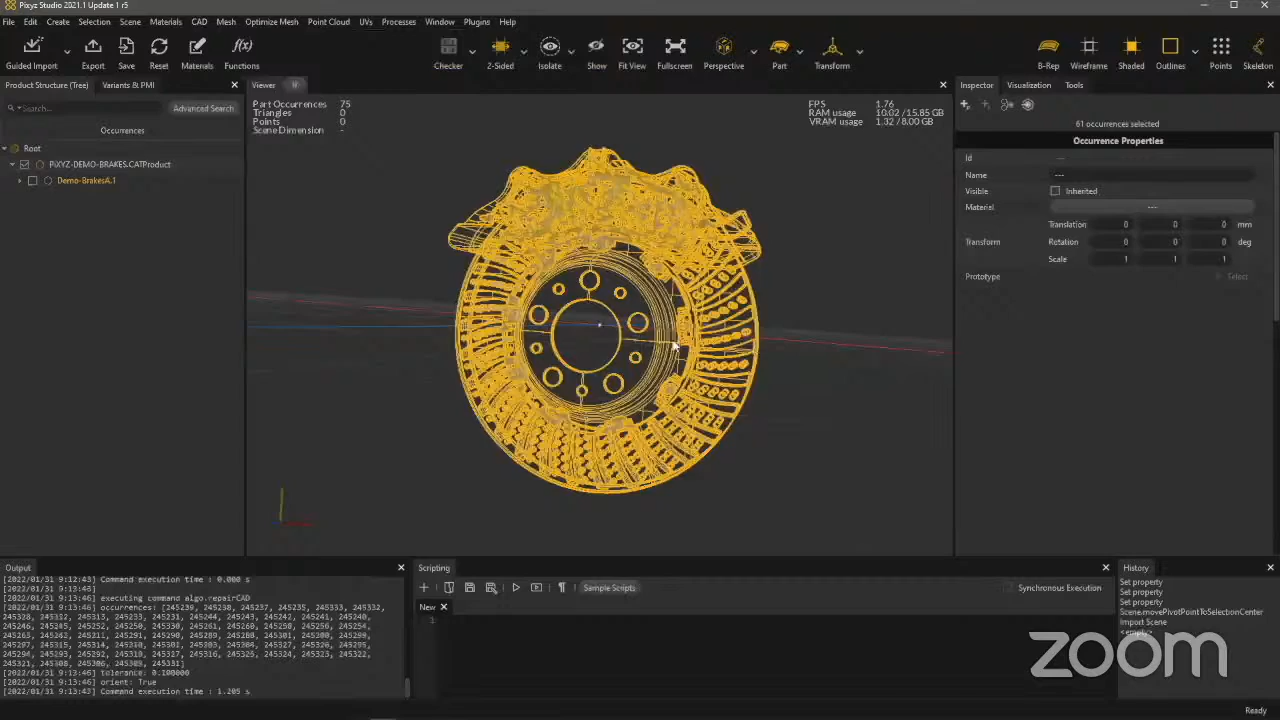 Pixyz Studio 2021.1 Update 1 r5
File Edit Create Selection Scene Materials CAD Mesh Optimize Mesh Point Cloud UVs Processes Window Plugins Help
Guided Import Export Save Reset Materials Functions Checker 2-Sided Isolate Show Fit View Fullscreen Perspective Part Transform B-Rep Wireframe Shaded Outlines Points Skeleton
f(x)
Product Structure (Tree) Variants & PMI
Search... Advanced Search
Occurrences
Root
PIXYZ-DEMO-BRAKES.CATProduct
Demo-BrakesA.1
Viewer
Part Occurrences 75
Triangles 0
Points 0
Scene Dimension -
FPS 1.76
RAM usage 10.02 / 15.85 GB
VRAM usage 1.32 / 8.00 GB
Inspector Visualization Tools
61 occurrences selected
Occurrence Properties
Id ---
Name ---
Visible Inherited
Material ---
Translation 0 0 0 mm
Transform Rotation 0 0 0 deg
Scale 1 1 1
Prototype Select
Output
[2022/01/31 9:12:43] Command execution time : 0.000 s
[2022/01/31 9:13:46]
[2022/01/31 9:13:46] executing command algo.repairCAD
[2022/01/31 9:13:46] tolerance: 0.100000
[2022/01/31 9:13:46] orient: True
Command execution time : 1.205 s
Scripting
Sample Scripts Synchronous Execution
New
1
History
Set property
Set property
Set property
Scene.movePivotPointToSelectionCenter
Import Scene
<empty>
zoom
Ready